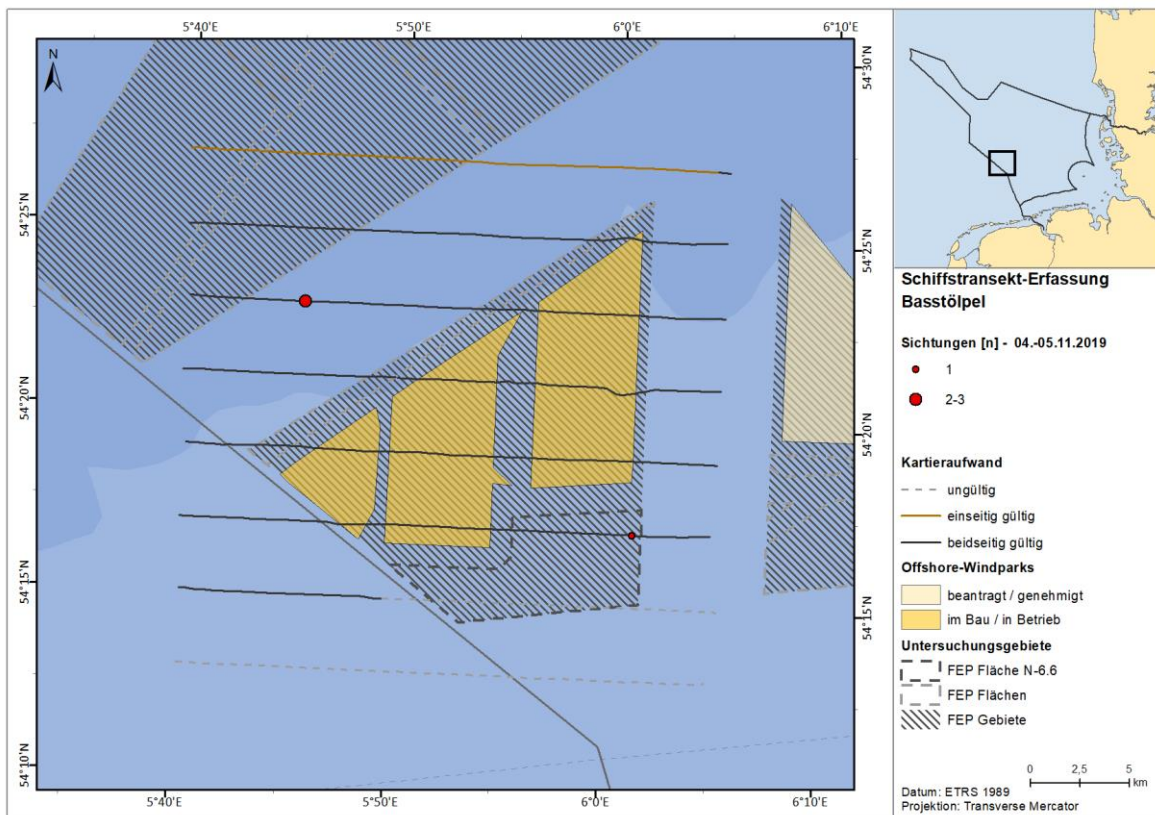 5°40'E
5°50'E
6°0'E
6°10'E
N
54°30'N
54°25'N
54°25'N
54°20'N
54°20'N
54°15'N
54°15'N
54°10'N
5°40'E
5°50'E
6°0'E
6°10'E
Schiffstransekt-Erfassung
Basstölpel
Sichtungen [n] - 04.-05.11.2019
1
2-3
Kartieraufwand
ungültig
einseitig gültig
beidseitig gültig
Offshore-Windparks
beantragt / genehmigt
im Bau / in Betrieb
Untersuchungsgebiete
FEP Fläche N-6.6
FEP Flächen
FEP Gebiete
0 2,5 5
km
Datum: ETRS 1989
Projektion: Transverse Mercator